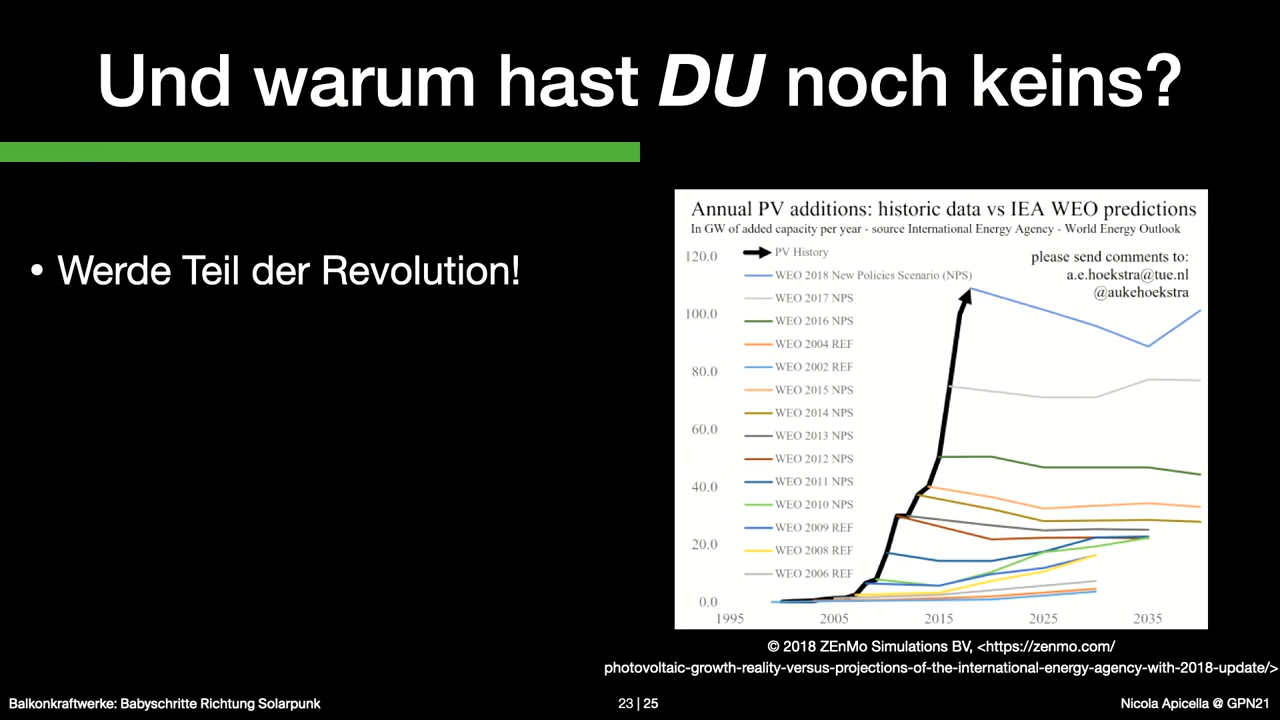 Und warum hast DU noch keins?
• Werde Teil der Revolution!
Annual PV additions: historic data vs IEA WEO predictions
In GW of added capacity per year - source International Energy Agency - World Energy Outlook
120.0
100.0
80.0
60.0
40.0
20.0
0.0
PV History
WEO 2018 New Policies Scenario (NPS)
WEO 2017 NPS
WEO 2016 NPS
WEO 2004 REF
WEO 2002 REF
WEO 2015 NPS
WEO 2014 NPS
WEO 2013 NPS
WEO 2012 NPS
WEO 2011 NPS
WEO 2010 NPS
WEO 2009 REF
WEO 2008 REF
WEO 2006 REF
please send comments to:
a.e.hoekstra@tue.nl
@aukehoekstra
1995 2005 2015 2025 2035
© 2018 ZEnMo Simulations BV, <https://zenmo.com/
photovoltaic-growth-reality-versus-projections-of-the-international-energy-agency-with-2018-update/>
Balkonkraftwerke: Babyschritte Richtung Solarpunk
23 | 25
Nicola Apicella @ GPN21